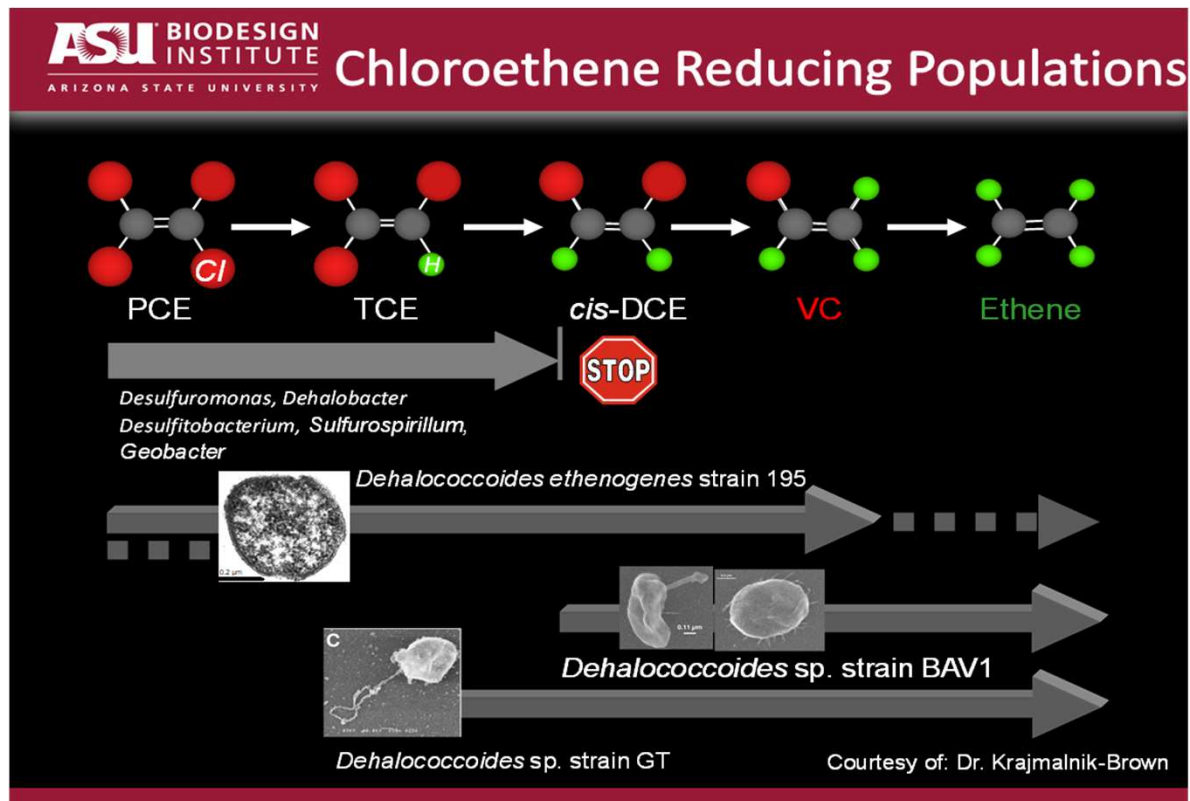 ASU BIODESIGN
INSTITUTE
ARIZONA STATE UNIVERSITY
Chloroethene Reducing Populations
Cl
H
PCE
TCE
cis-DCE
VC
Ethene
STOP
Desulfuromonas, Dehalobacter
Desulfitobacterium, Sulfurospirillum,
Geobacter
Dehalococcoides ethenogenes strain 195
0.2 µm
0.11 µm
Dehalococcoides sp. strain BAV1
C
Dehalococcoides sp. strain GT
Courtesy of: Dr. Krajmalnik-Brown